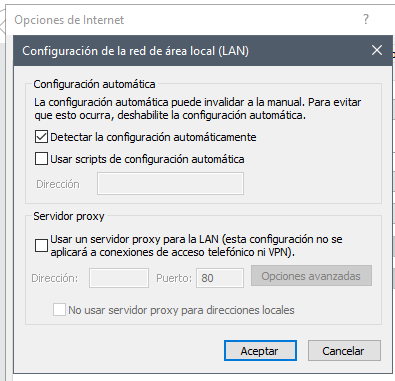 Opciones de Internet
?
Configuración de la red de área local (LAN)
Configuración automática
La configuración automática puede invalidar a la manual. Para evitar
que esto ocurra, deshabilite la configuración automática.
Detectar la configuración automáticamente
Usar scripts de configuración automática
Dirección
Servidor proxy
Usar un servidor proxy para la LAN (esta configuración no se
aplicará a conexiones de acceso telefónico ni VPN).
Dirección: Puerto: 80 Opciones avanzadas
No usar servidor proxy para direcciones locales
Aceptar Cancelar